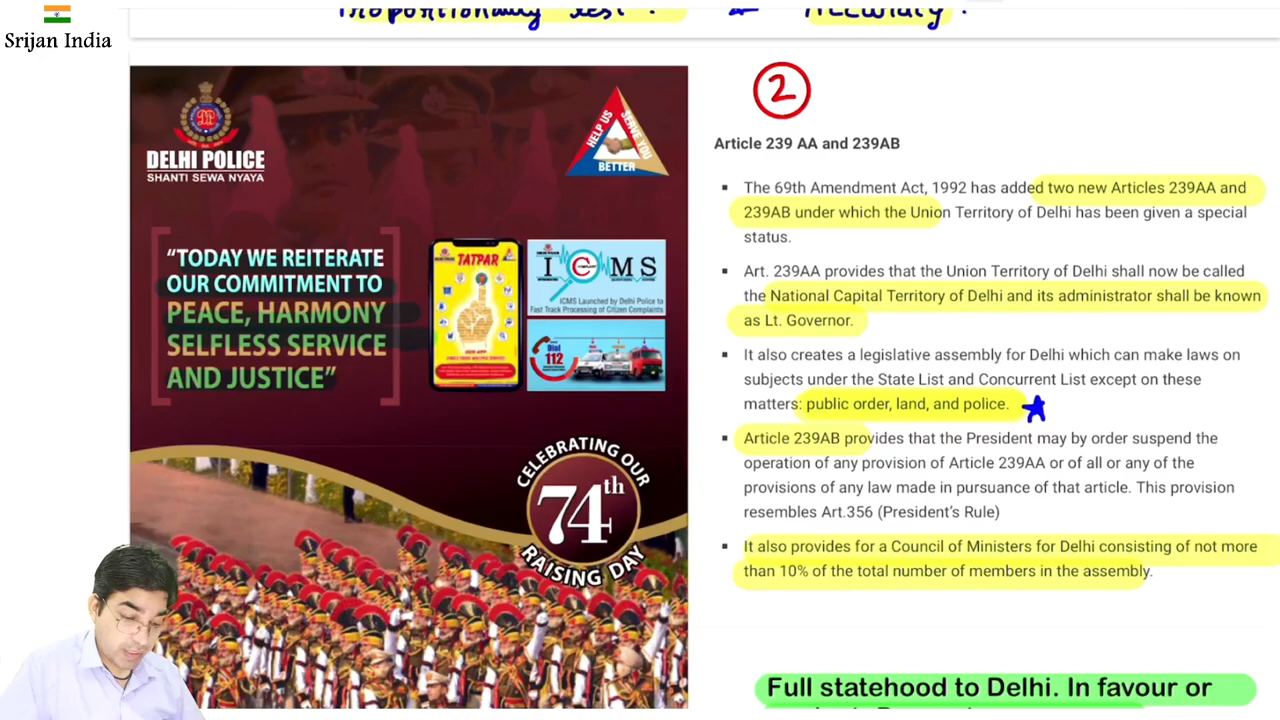 Proportionality Test :
Accuracy :
Srijan India
2
DELHI POLICE
SHANTI SEWA NYAYA
HELP US
SERVE YOU
BETTER
"TODAY WE REITERATE
OUR COMMITMENT TO
PEACE, HARMONY
SELFLESS SERVICE
AND JUSTICE"
TATPAR
ICMS
ICMS Launched by Delhi Police to
Fast Track Processing of Citizen Complaints
Dial
112
CELEBRATING OUR
74th
RAISING DAY
Article 239 AA and 239AB
▪ The 69th Amendment Act, 1992 has added two new Articles 239AA and
239AB under which the Union Territory of Delhi has been given a special
status.
▪ Art. 239AA provides that the Union Territory of Delhi shall now be called
the National Capital Territory of Delhi and its administrator shall be known
as Lt. Governor.
▪ It also creates a legislative assembly for Delhi which can make laws on
subjects under the State List and Concurrent List except on these
matters: public order, land, and police.
▪ Article 239AB provides that the President may by order suspend the
operation of any provision of Article 239AA or of all or any of the
provisions of any law made in pursuance of that article. This provision
resembles Art.356 (President's Rule)
▪ It also provides for a Council of Ministers for Delhi consisting of not more
than 10% of the total number of members in the assembly.
Full statehood to Delhi. In favour or